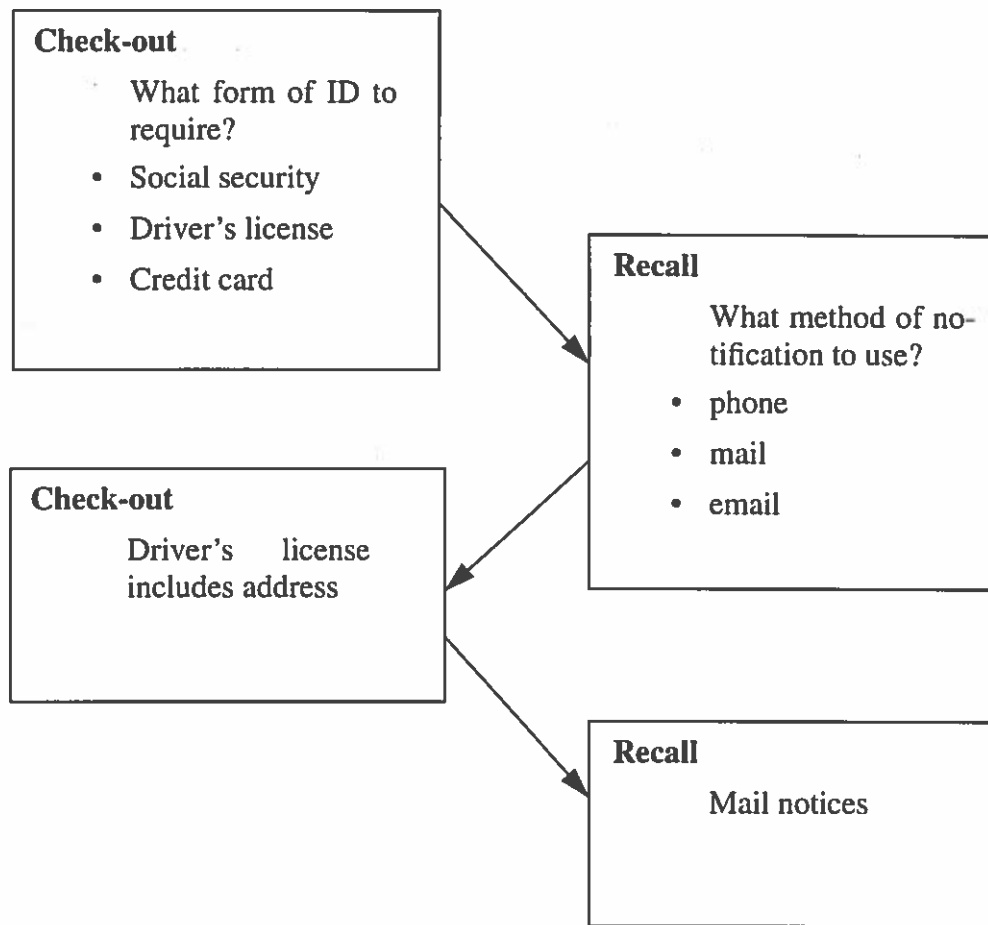 Check-out
What form of ID to
require?
• Social security
• Driver's license
• Credit card
Recall
What method of no-
tification to use?
• phone
• mail
• email
Check-out
Driver's license
includes address
Recall
Mail notices